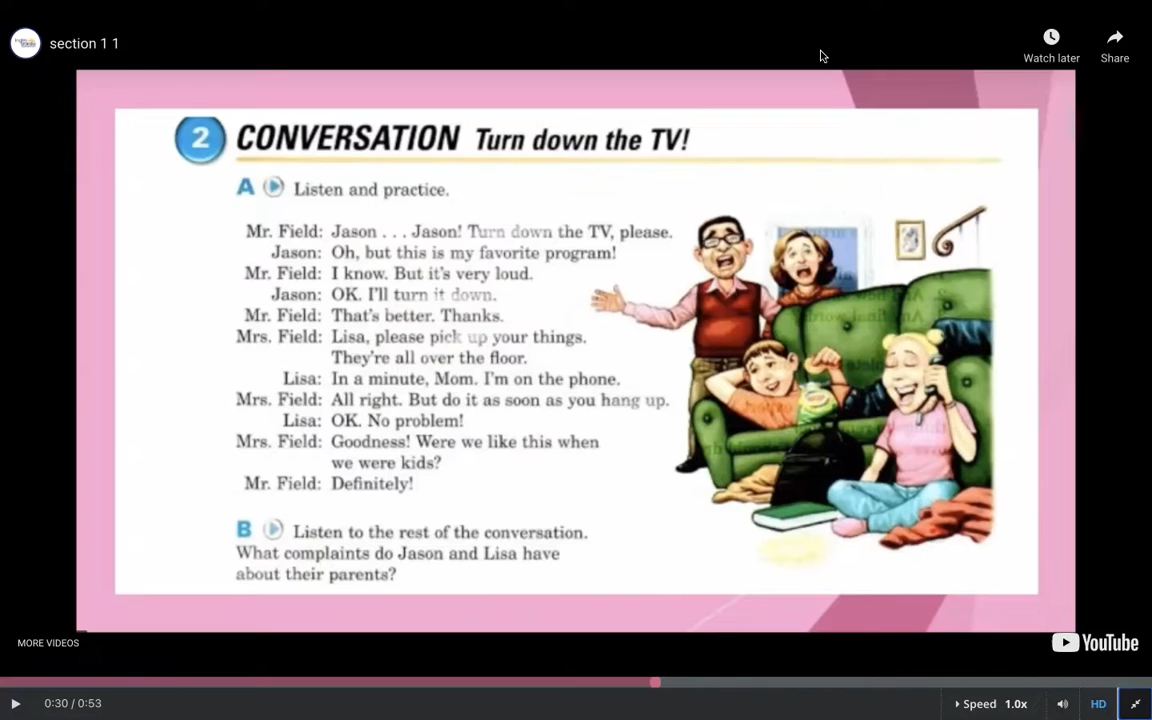 section 1 1
Watch later
Share
2 CONVERSATION Turn down the TV!
A Listen and practice.
Mr. Field: Jason . . . Jason! Turn down the TV, please.
Jason: Oh, but this is my favorite program!
Mr. Field: I know. But it's very loud.
Jason: OK. I'll turn it down.
Mr. Field: That's better. Thanks.
Mrs. Field: Lisa, please pick up your things.
They're all over the floor.
Lisa: In a minute, Mom. I'm on the phone.
Mrs. Field: All right. But do it as soon as you hang up.
Lisa: OK. No problem!
Mrs. Field: Goodness! Were we like this when
we were kids?
Mr. Field: Definitely!
B Listen to the rest of the conversation.
What complaints do Jason and Lisa have
about their parents?
MORE VIDEOS
YouTube
0:30 / 0:53
Speed 1.0x
HD